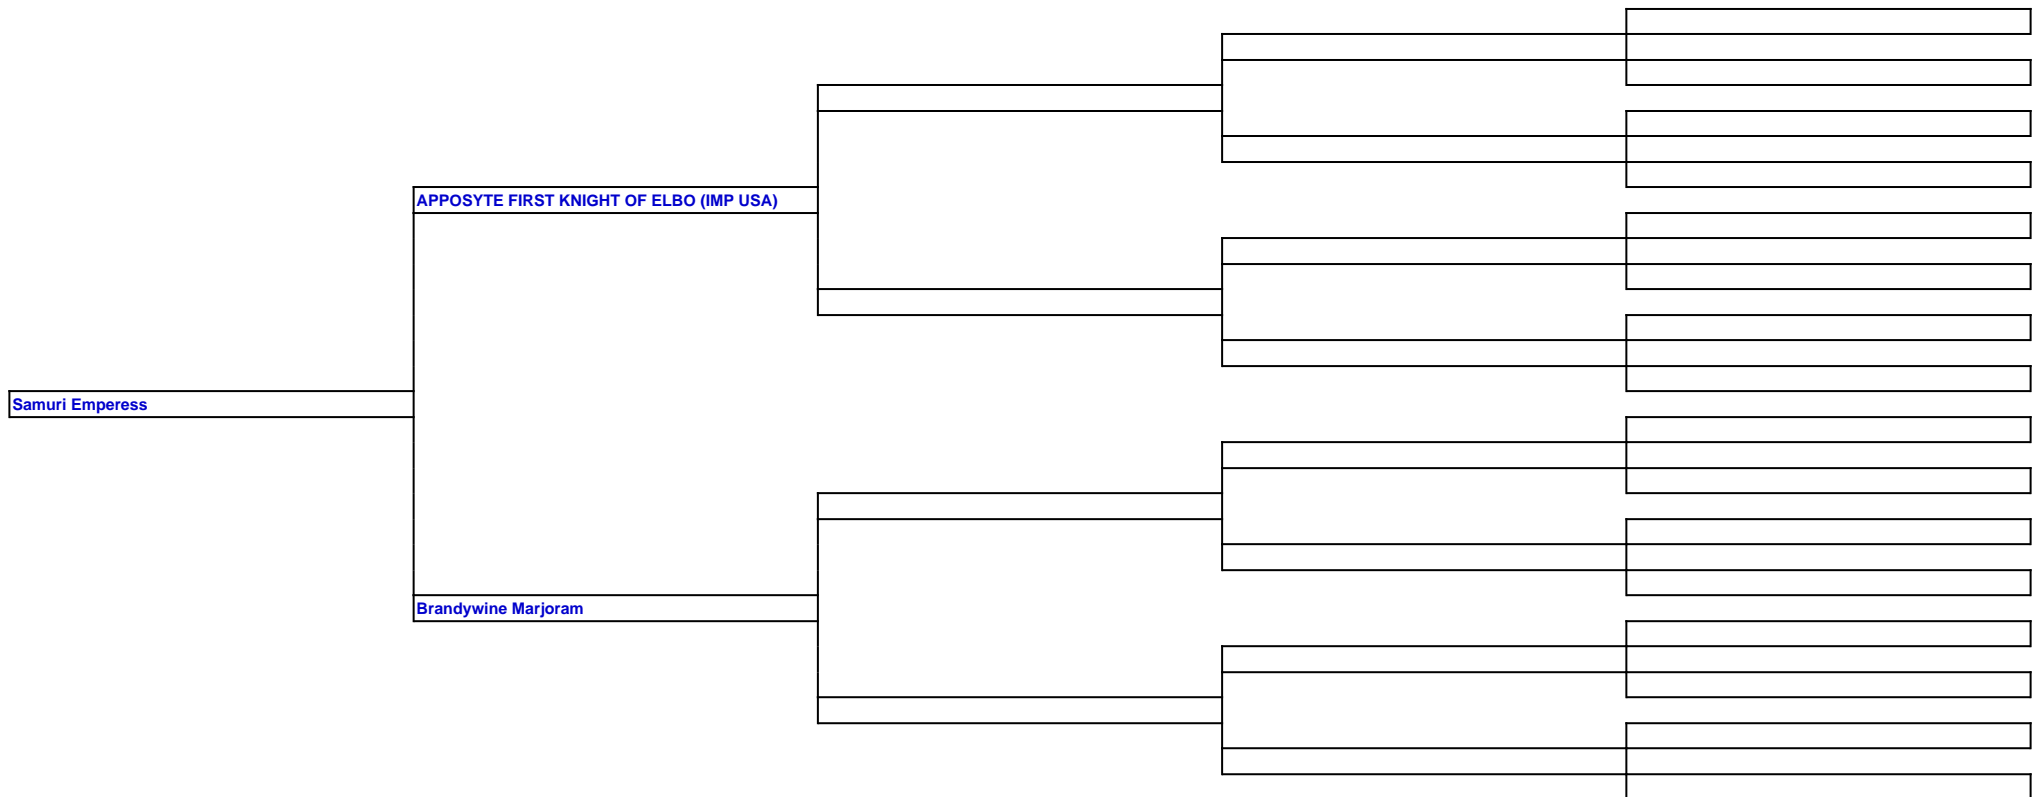 APPOSYTE FIRST KNIGHT OF ELBO (IMP USA)
Samuri Emperess
Brandywine Marjoram